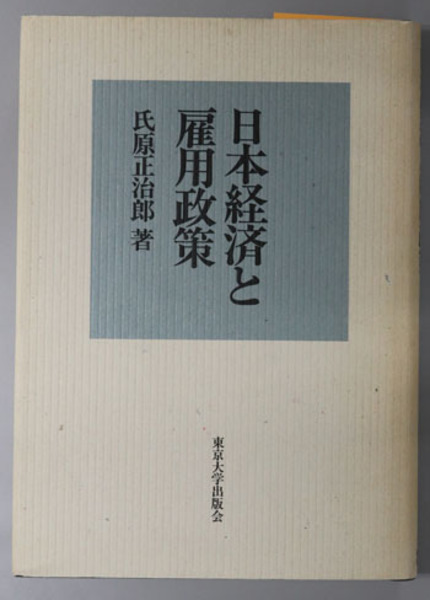 日本経済と
雇用政策
氏原正治郎 著
東京大学出版会